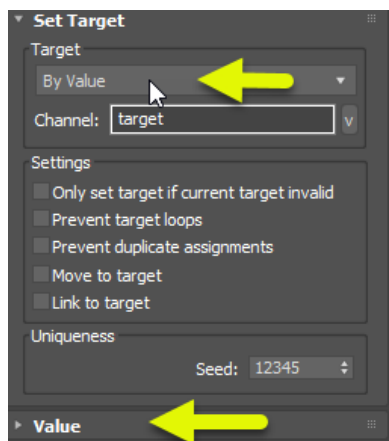 Set Target
Target
By Value
Channel: target v
Settings
Only set target if current target invalid
Prevent target loops
Prevent duplicate assignments
Move to target
Link to target
Uniqueness
Seed: 12345
Value